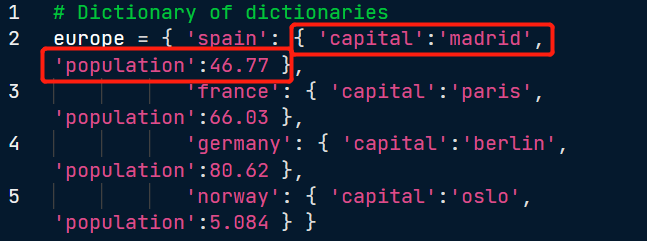 1 # Dictionary of dictionaries
2 europe = { 'spain': { 'capital':'madrid',
'population':46.77 },
3 'france': { 'capital':'paris',
'population':66.03 },
4 'germany': { 'capital':'berlin',
'population':80.62 },
5 'norway': { 'capital':'oslo',
'population':5.084 } }